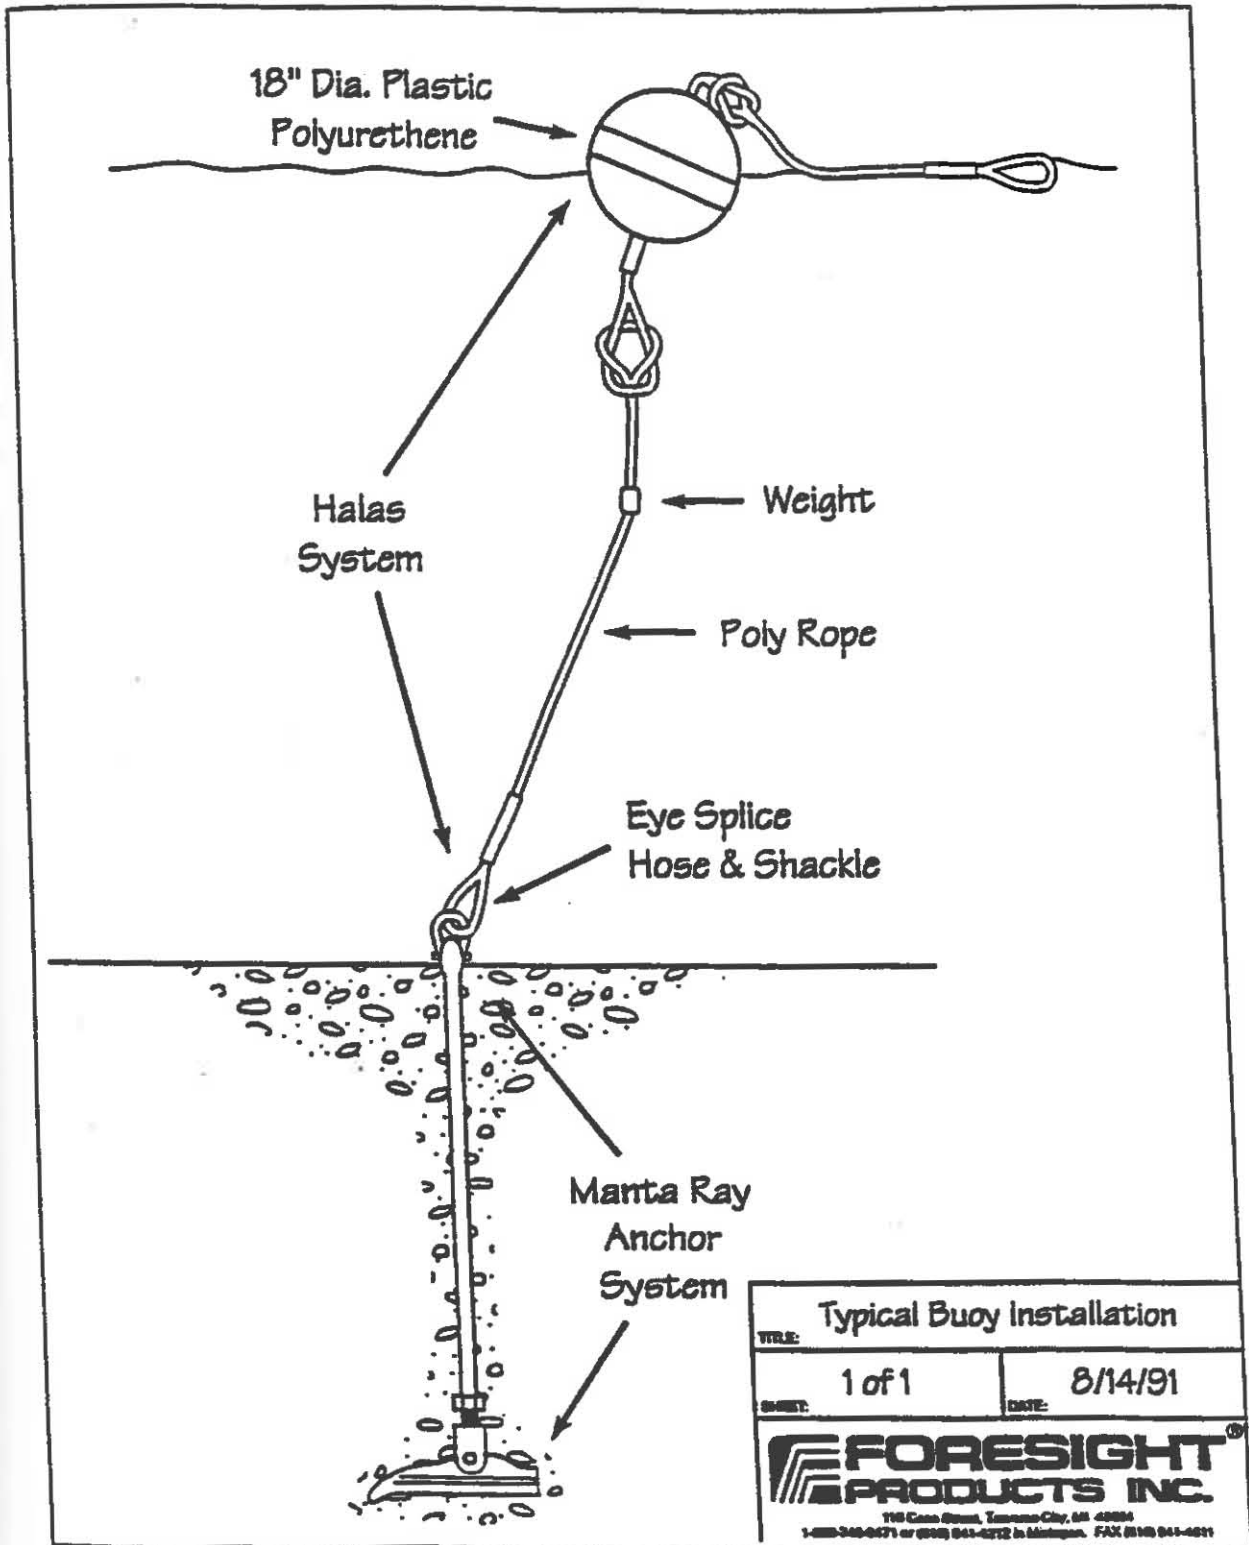 18" Dia. Plastic
Polyurethene
Halas
System
Weight
Poly Rope
Eye Splice
Hose & Shackle
Manta Ray
Anchor
System
TITLE: Typical Buoy Installation
SHEET: 1 of 1
DATE: 8/14/91
FORESIGHT®
PRODUCTS INC.